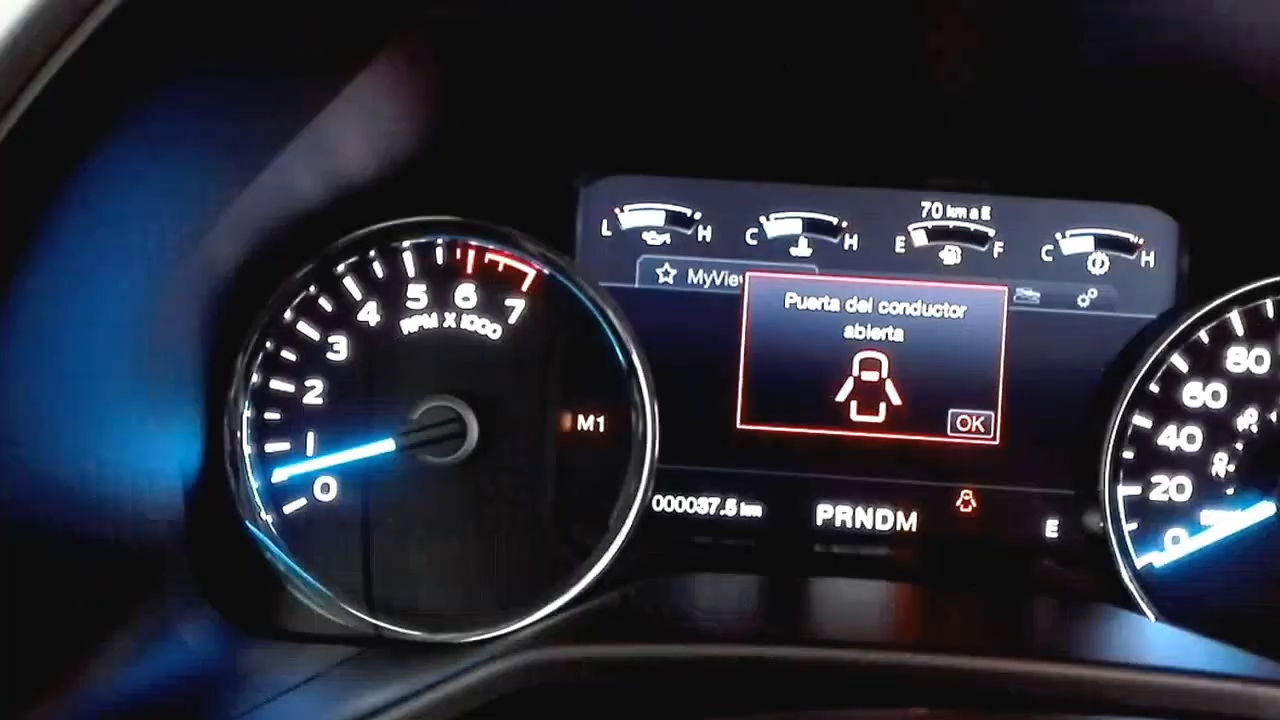 70 km a E
L H C H E F C H
MyView
Puerta del conductor
abierta
OK
0 1 2 3 4 5 6 7
RPM X 1000
M1
000037.5 km
PRNDM
E
0 20 40 60 80
20